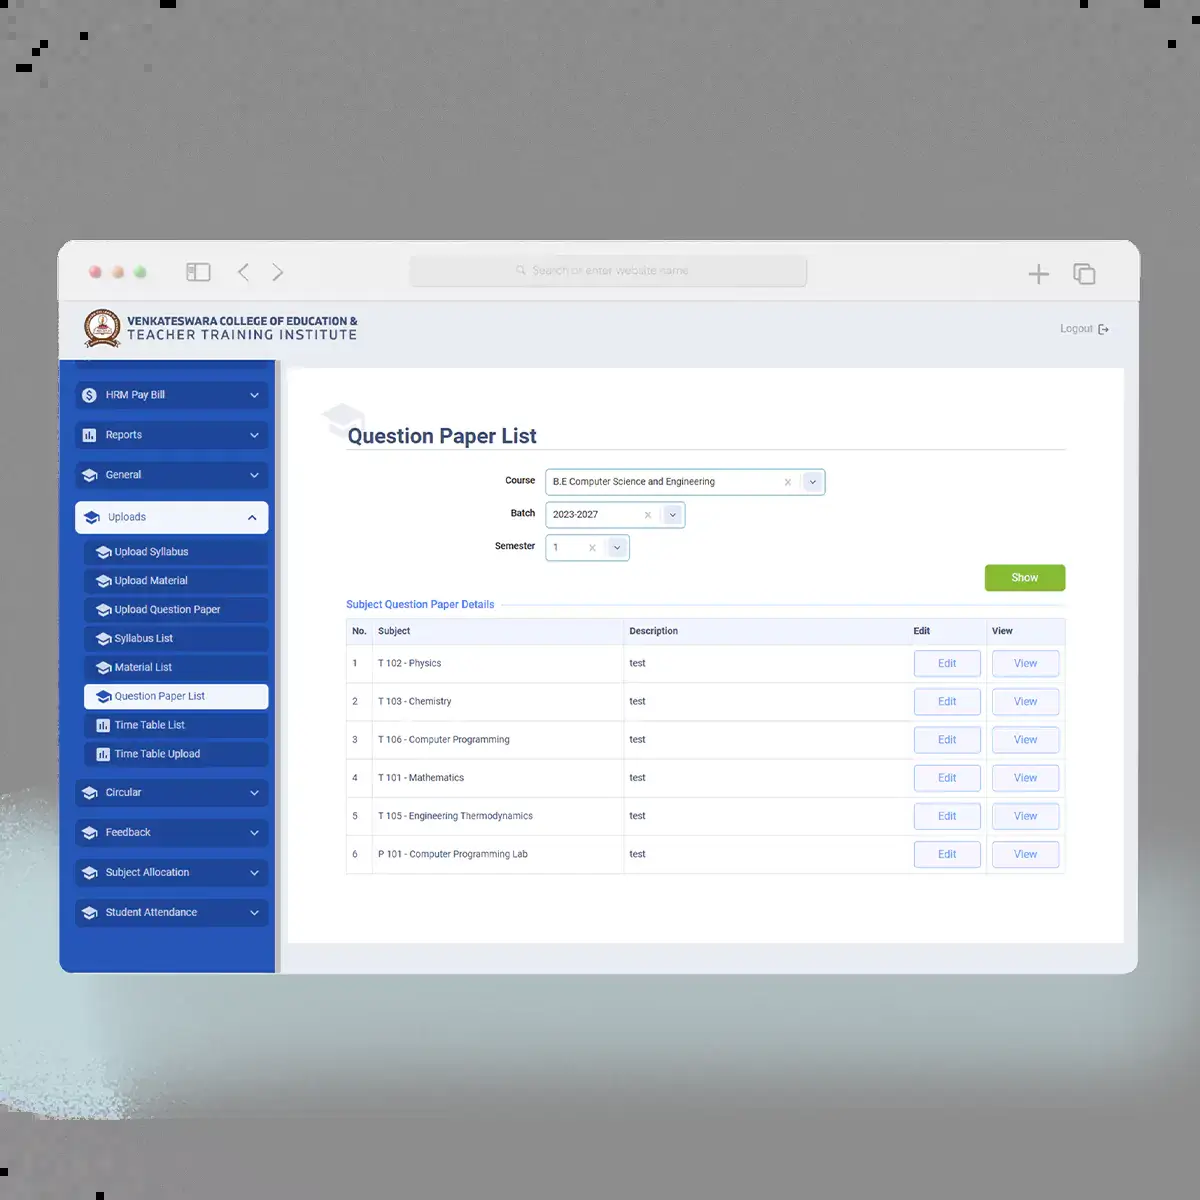 Search or enter website name
VENKATESWARA COLLEGE OF EDUCATION &
TEACHER TRAINING INSTITUTE
Logout
HRM Pay Bill
Reports
General
Uploads
Upload Syllabus
Upload Material
Upload Question Paper
Syllabus List
Material List
Question Paper List
Time Table List
Time Table Upload
Circular
Feedback
Subject Allocation
Student Attendance
Question Paper List
Course B.E Computer Science and Engineering
Batch 2023-2027
Semester 1
Show
Subject Question Paper Details
No. Subject Description Edit View
1 T 102 - Physics test Edit View
2 T 103 - Chemistry test Edit View
3 T 106 - Computer Programming test Edit View
4 T 101 - Mathematics test Edit View
5 T 105 - Engineering Thermodynamics test Edit View
6 P 101 - Computer Programming Lab test Edit View